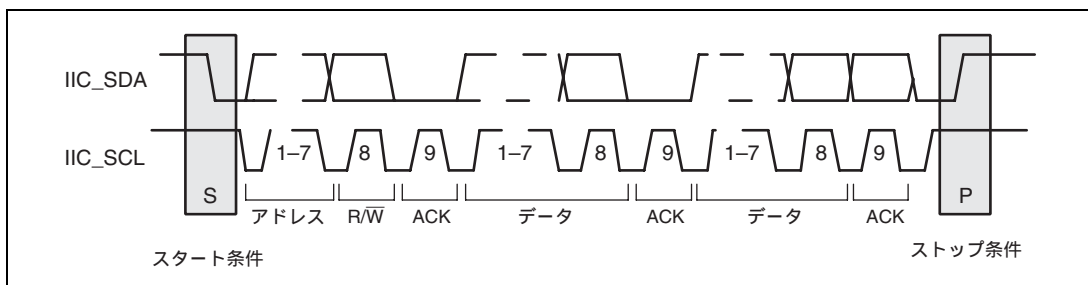 IIC_SDA
IIC_SCL
1–7 8 9 1–7 8 9 1–7 8 9
S P
アドレス R/W̅ ACK データ ACK データ ACK
スタート条件 ストップ条件